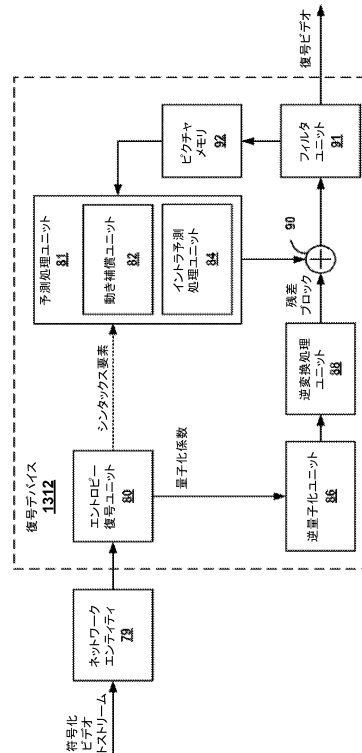 符号化
ビデオ
トストリーム
ネットワーク
エンティティ
79
復号デバイス
1312
エントロピー
復号ユニット
80
シンタックス要素
量子化係数
予測処理ユニット
81
動き補償ユニット
82
イントラ予測
処理ユニット
84
逆量子化ユニット
86
逆変換処理
ユニット
88
残差
ブロック
90
ピクチャ
メモリ
92
フィルタ
ユニット
91
復号ビデオ